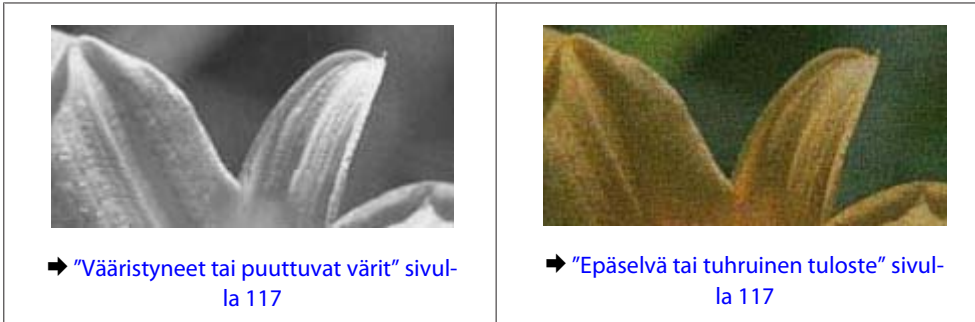 ➡ "Vääristyneet tai puuttuvat värit" sivul-
la 117
➡ "Epäselvä tai tuhruinen tuloste" sivul-
la 117